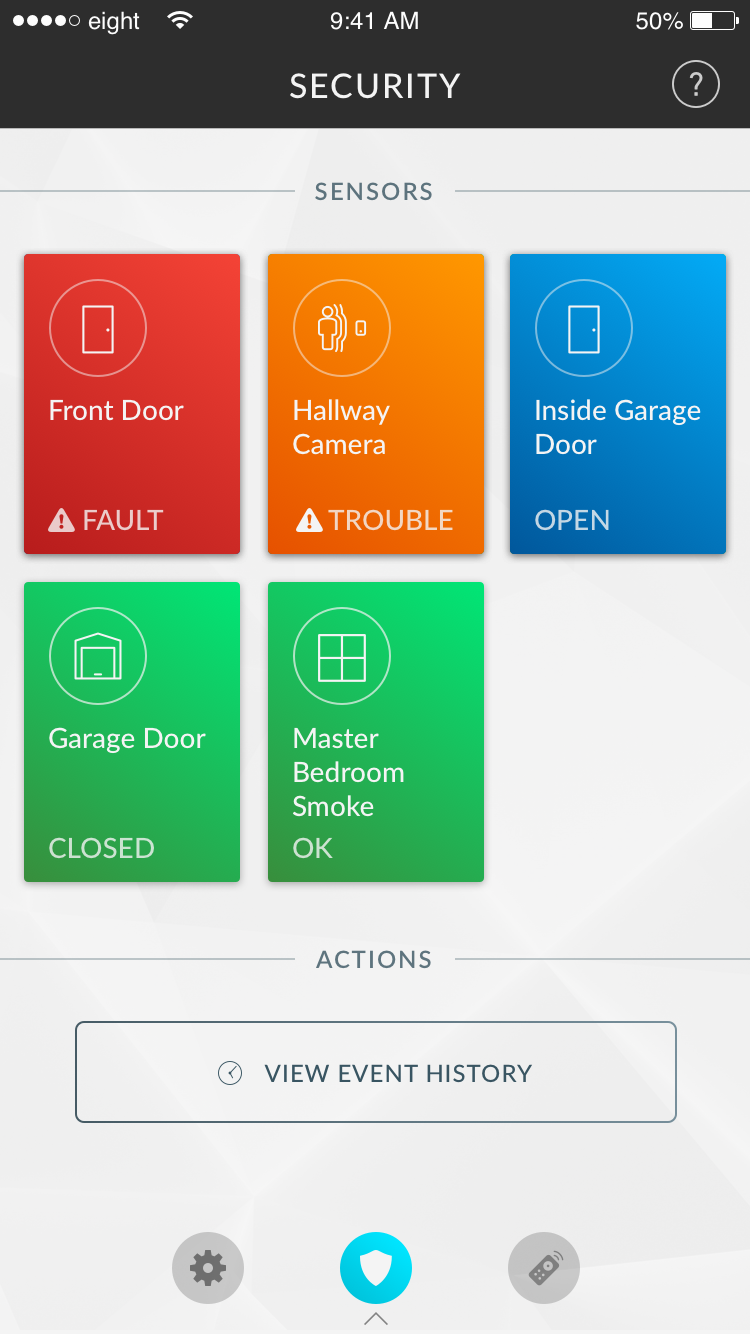 eight 9:41 AM 50%
SECURITY ?
SENSORS
Front Door
FAULT
Hallway
Camera
TROUBLE
Inside Garage
Door
OPEN
Garage Door
CLOSED
Master
Bedroom
Smoke
OK
ACTIONS
VIEW EVENT HISTORY